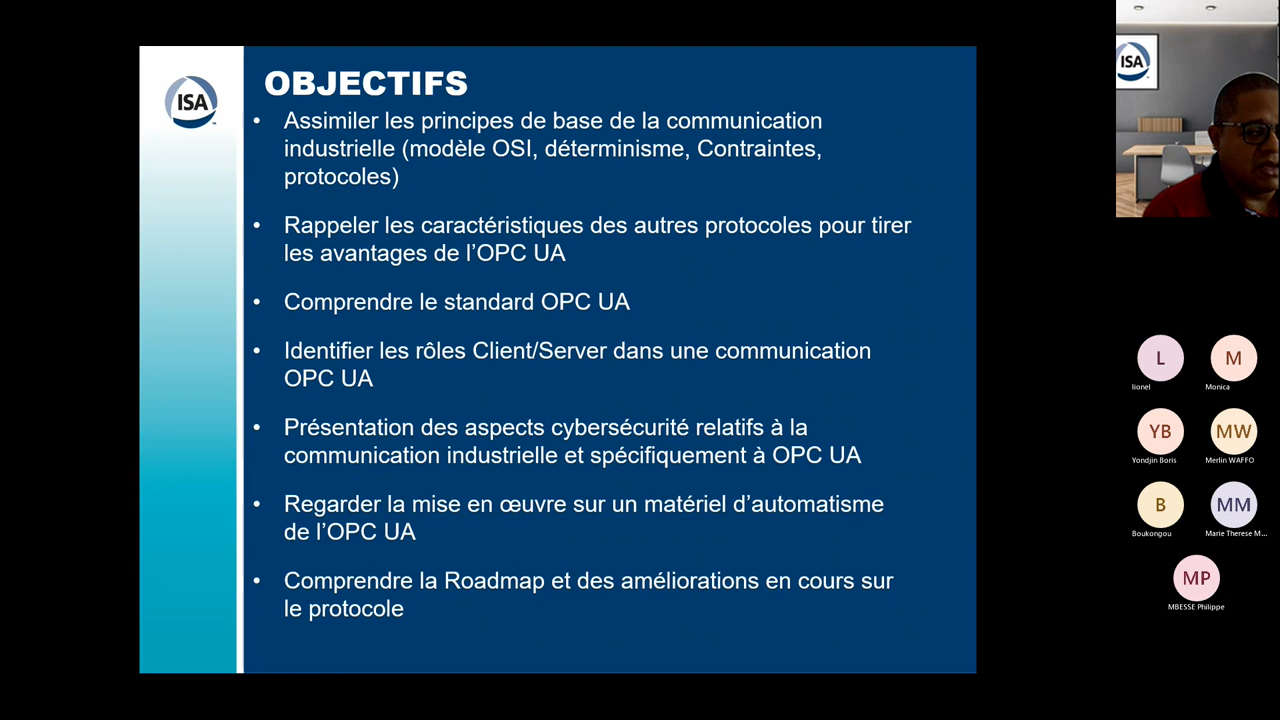 ISA
OBJECTIFS
• Assimiler les principes de base de la communication
industrielle (modèle OSI, déterminisme, Contraintes,
protocoles)
• Rappeler les caractéristiques des autres protocoles pour tirer
les avantages de l’OPC UA
• Comprendre le standard OPC UA
• Identifier les rôles Client/Server dans une communication
OPC UA
• Présentation des aspects cybersécurité relatifs à la
communication industrielle et spécifiquement à OPC UA
• Regarder la mise en œuvre sur un matériel d’automatisme
de l’OPC UA
• Comprendre la Roadmap et des améliorations en cours sur
le protocole
ISA
L M
lionel Monica
YB MW
Yondjin Boris Merlin WAFFO
B MM
Boukongou Marie Therese M...
MP
MBESSE Philippe